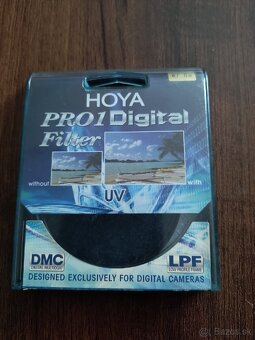 HOYA
PRO1 Digital
Filter
without
with
UV
DMC
DIGITAL MULTICOAT
LPF
LOW PROFILE FRAME
DESIGNED EXCLUSIVELY FOR DIGITAL CAMERAS
Bazos.sk